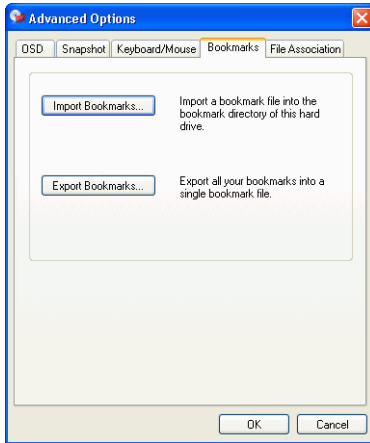 Advanced Options
OSD Snapshot Keyboard/Mouse Bookmarks File Association
Import Bookmarks...
Import a bookmark file into the
bookmark directory of this hard
drive.
Export Bookmarks...
Export all your bookmarks into a
single bookmark file.
OK Cancel